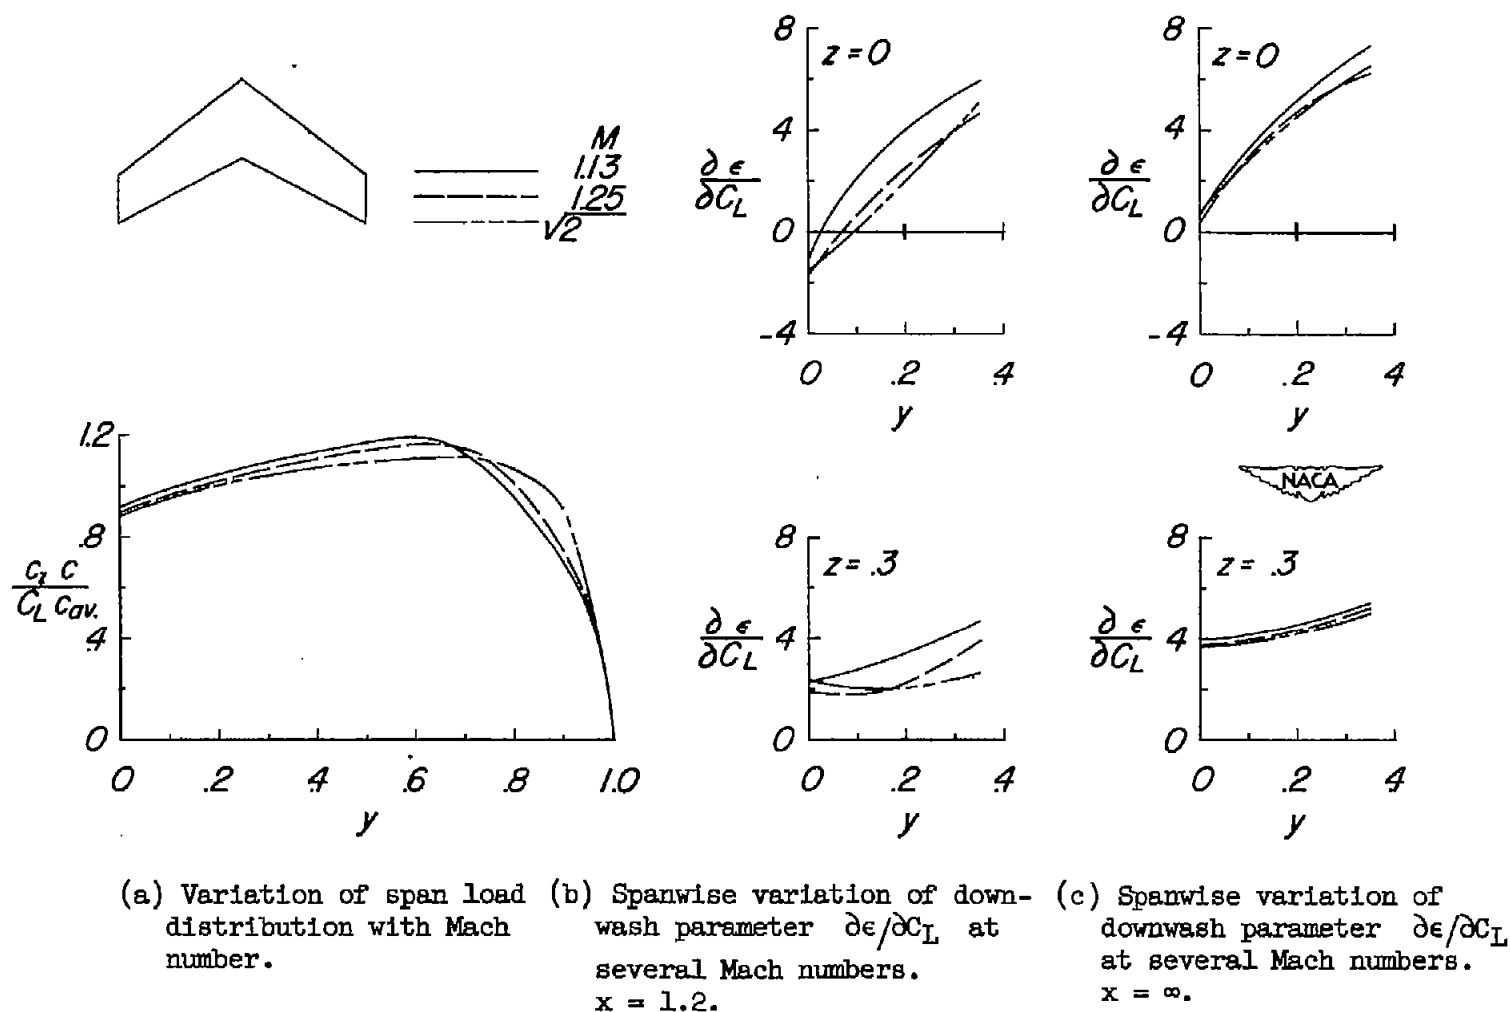 M
1.13
1.25
√2
1.2
.8
.4
0
c_l c
C_L c_av.
0 .2 .4 .6 .8 1.0
y
8
4
0
-4
z = 0
∂ε
∂C_L
0 .2 .4
y
8
4
0
-4
z = 0
∂ε
∂C_L
0 .2 .4
y
NACA
8
4
0
z = .3
∂ε
∂C_L
0 .2 .4
y
8
4
0
z = .3
∂ε
∂C_L
0 .2 .4
y
(a) Variation of span load
distribution with Mach
number.
(b) Spanwise variation of down-
wash parameter ∂ε/∂C_L at
several Mach numbers.
x = 1.2.
(c) Spanwise variation of
downwash parameter ∂ε/∂C_L
at several Mach numbers.
x = ∞.